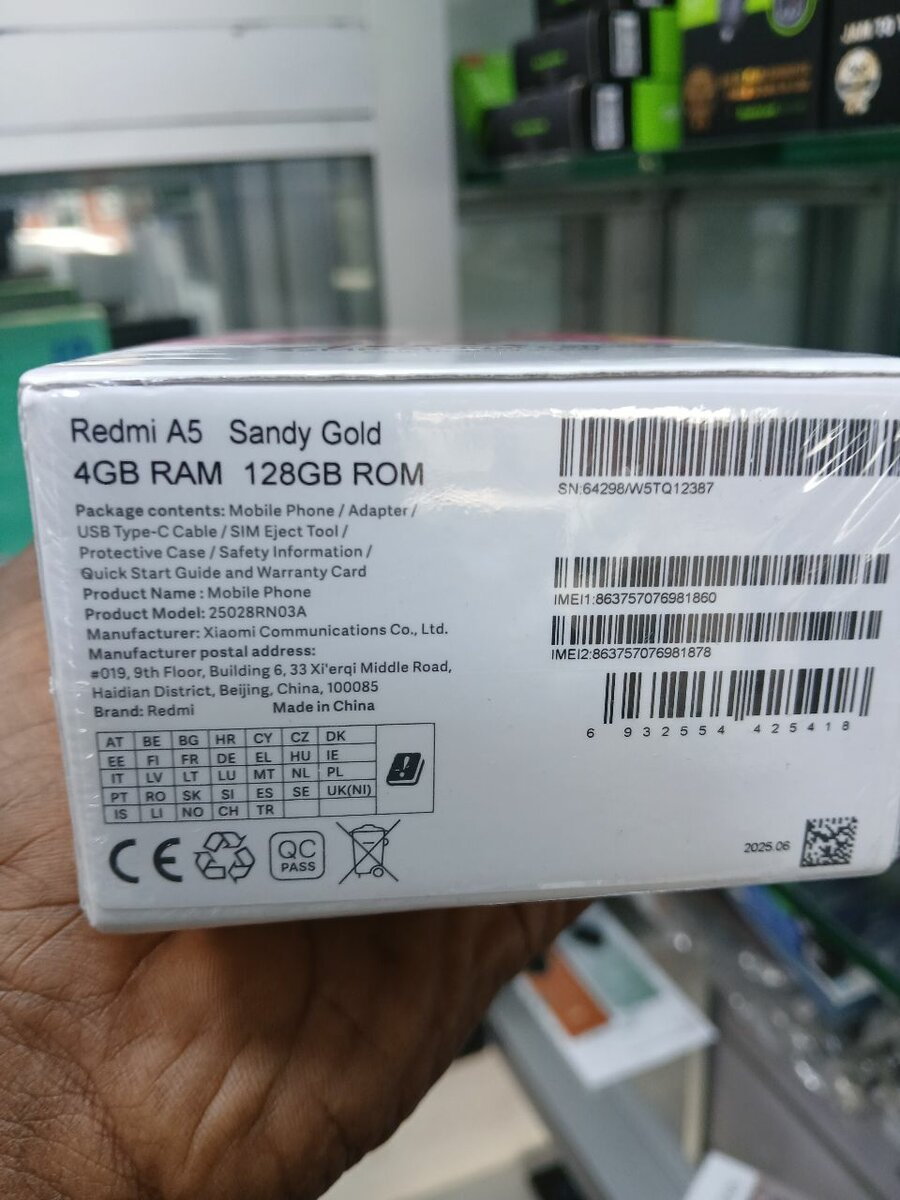 Redmi A5 Sandy Gold
4GB RAM 128GB ROM
Package contents: Mobile Phone / Adapter /
USB Type-C Cable / SIM Eject Tool /
Protective Case / Safety Information /
Quick Start Guide and Warranty Card
Product Name : Mobile Phone
Product Model: 25028RN03A
Manufacturer: Xiaomi Communications Co., Ltd.
Manufacturer postal address:
#019, 9th Floor, Building 6, 33 Xi'erqi Middle Road,
Haidian District, Beijing, China, 100085
Brand: Redmi Made in China
AT BE BG HR CY CZ DK
EE FI FR DE EL HU IE
IT LV LT LU MT NL PL
PT RO SK SI ES SE UK(NI)
IS LI NO CH TR
CE
QC
PASS
SN:64298/W5TQ12387
IMEI1:863757076981860
IMEI2:863757076981878
6 932554 425418
2025.06